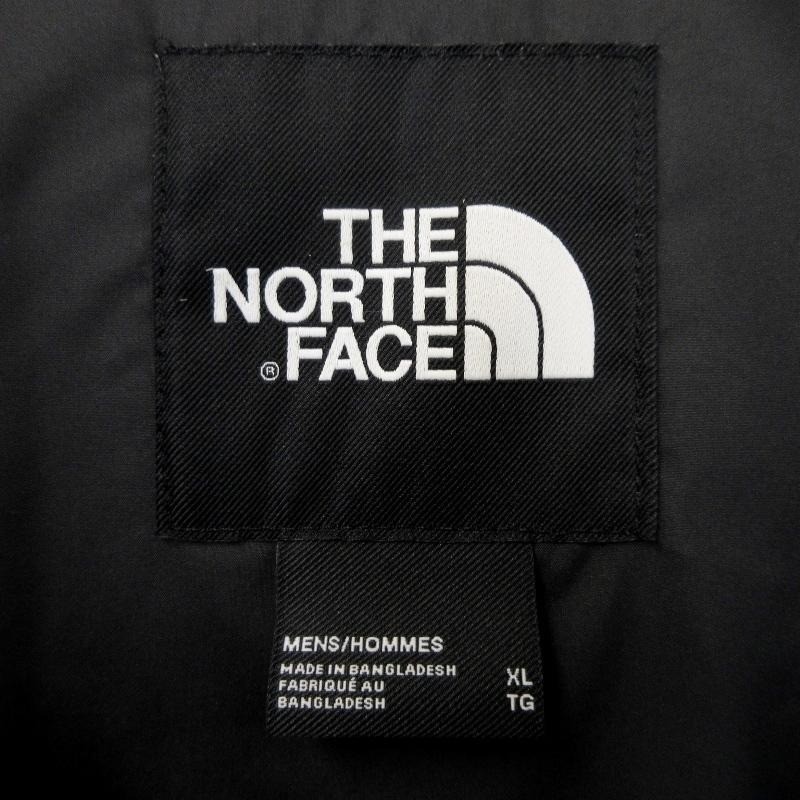 THE
NORTH
® FACE
MENS/HOMMES
MADE IN BANGLADESH
FABRIQUÉ AU
BANGLADESH
XL
TG